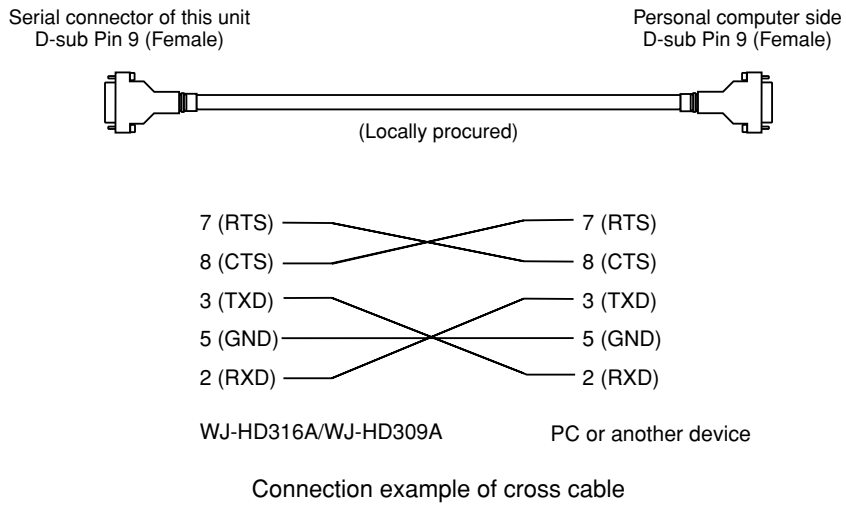 Serial connector of this unit
D-sub Pin 9 (Female)
Personal computer side
D-sub Pin 9 (Female)
(Locally procured)
7 (RTS)
7 (RTS)
8 (CTS)
8 (CTS)
3 (TXD)
3 (TXD)
5 (GND)
5 (GND)
2 (RXD)
2 (RXD)
WJ-HD316A/WJ-HD309A
PC or another device
Connection example of cross cable